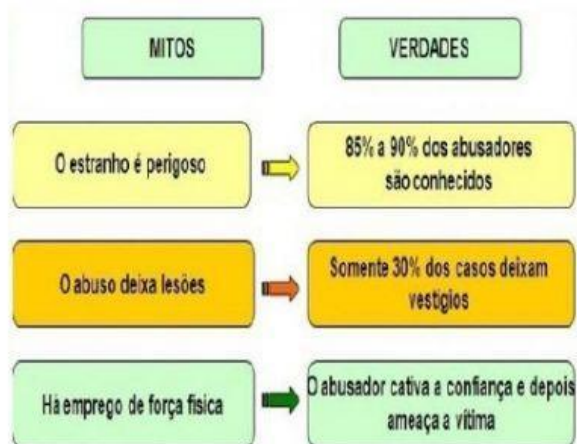 MITOS
VERDADES
O estranho é perigoso
85% a 90% dos abusadores
são conhecidos
O abuso deixa lesões
Somente 30% dos casos deixam
vestígios
Há emprego de força física
O abusador cativa a confiança e depois
ameaça a vítima